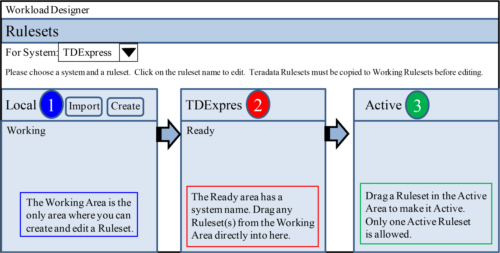 Workload Designer
Rulesets
For System: TDExpress
Please choose a system and a ruleset. Click on the ruleset name to edit. Teradata Rulesets must be copied to Working Rulesets before editing.
Local 1 Import Create
Working
The Working Area is the
only area where you can
create and edit a Ruleset.
TDExpres 2
Ready
The Ready area has a
system name. Drag any
Ruleset(s) from the Working
Area directly into here.
Active 3
Drag a Ruleset in the Active
Area to make it Active.
Only one Active Ruleset
is allowed.